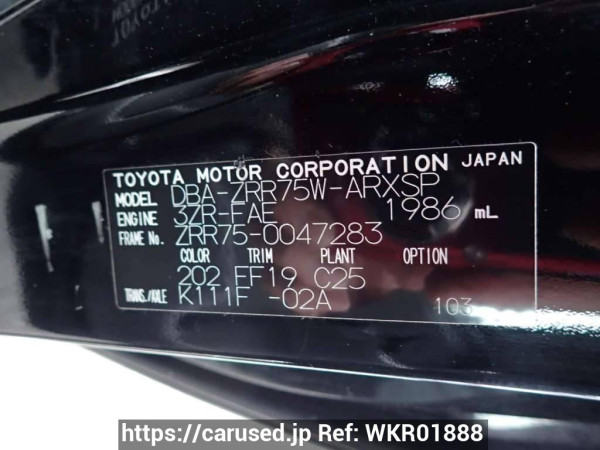 TOYOTA MOTOR CORPORATION JAPAN
MODEL DBA-ZRR75W-ARXSP
ENGINE 3ZR-FAE 1986 mL
FRAME No. ZRR75-0047283
COLOR TRIM PLANT OPTION
202 FF19 C25
TRANS./AXLE K111F -02A
103
https://carused.jp Ref: WKR01888